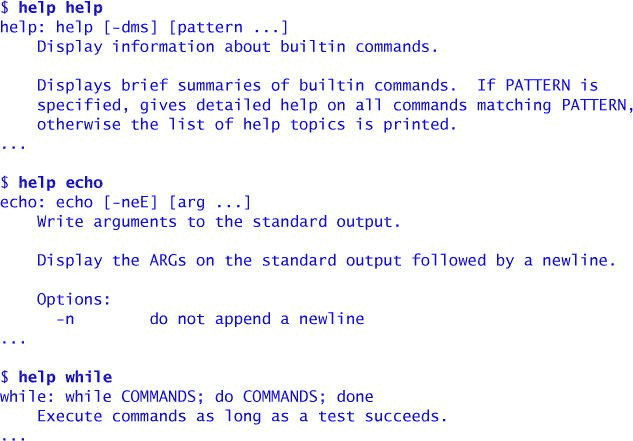 $ help help
help: help [-dms] [pattern ...]
Display information about builtin commands.
Displays brief summaries of builtin commands.  If PATTERN is
specified, gives detailed help on all commands matching PATTERN,
otherwise the list of help topics is printed.
...
$ help echo
echo: echo [-neE] [arg ...]
Write arguments to the standard output.
Display the ARGs on the standard output followed by a newline.
Options:
-n        do not append a newline
...
$ help while
while: while COMMANDS; do COMMANDS; done
Execute commands as long as a test succeeds.
...